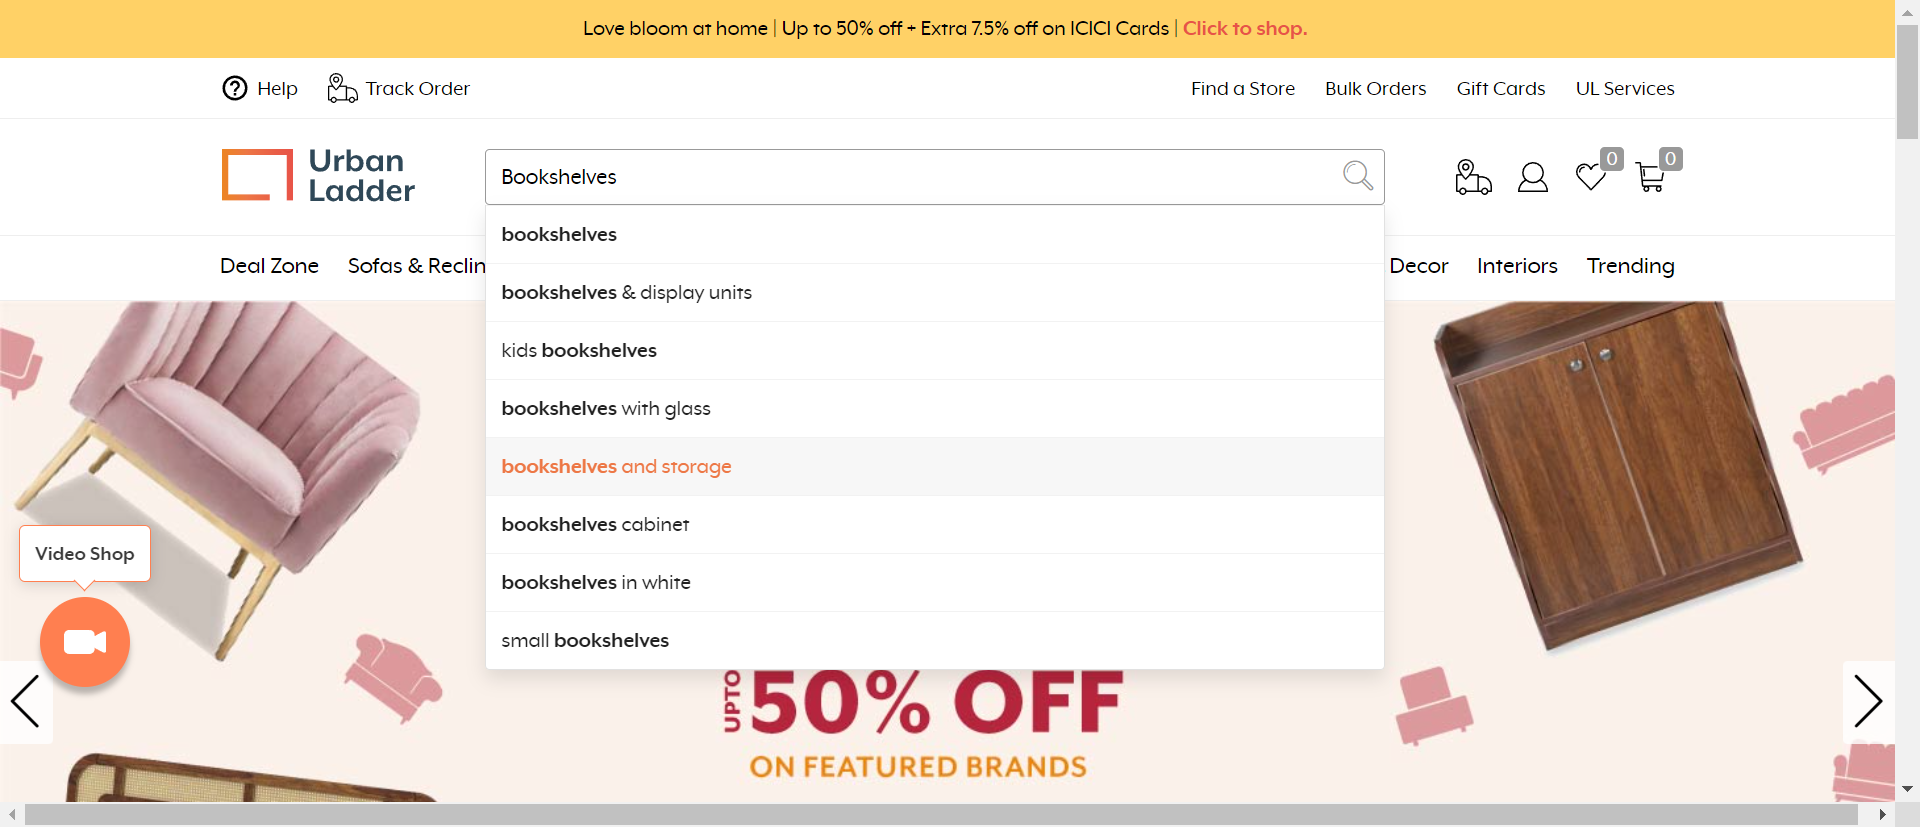 Love bloom at home | Up to 50% off + Extra 7.5% off on ICICI Cards | Click to shop.
Help Track Order Find a Store Bulk Orders Gift Cards UL Services
Urban
Ladder
Bookshelves
0 0
bookshelves
Deal Zone Sofas & Reclin Decor Interiors Trending
bookshelves & display units
kids bookshelves
bookshelves with glass
bookshelves and storage
bookshelves cabinet
Video Shop
bookshelves in white
small bookshelves
UPTO 50% OFF
ON FEATURED BRANDS